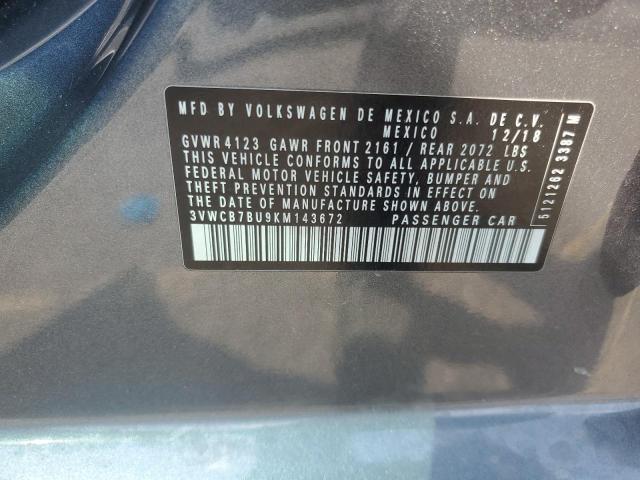 MFD BY VOLKSWAGEN DE MEXICO S.A. DE C.V.
MEXICO 12/18
GVWR 4123 GAWR FRONT 2161 / REAR 2072 LBS
THIS VEHICLE CONFORMS TO ALL APPLICABLE U.S.
FEDERAL MOTOR VEHICLE SAFETY, BUMPER AND
THEFT PREVENTION STANDARDS IN EFFECT ON
THE DATE OF MANUFACTURE SHOWN ABOVE.
3VWCB7BU9KM143672 PASSENGER CAR
5121262 3387 M